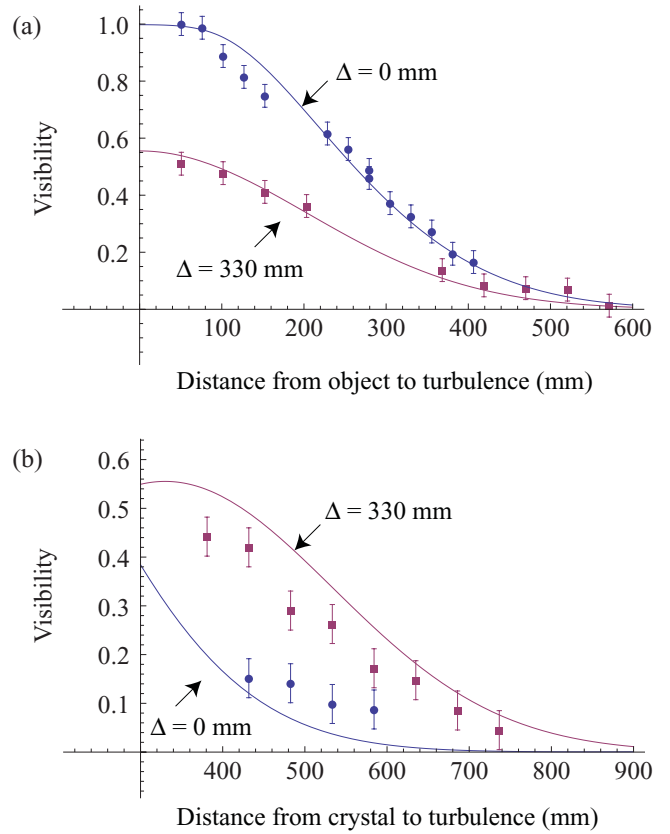 (a)
1.0
0.8
0.6
0.4
0.2
Visibility
Δ = 0 mm
Δ = 330 mm
100 200 300 400 500 600
Distance from object to turbulence (mm)
(b)
0.6
0.5
0.4
0.3
0.2
0.1
Visibility
Δ = 330 mm
Δ = 0 mm
400 500 600 700 800 900
Distance from crystal to turbulence (mm)